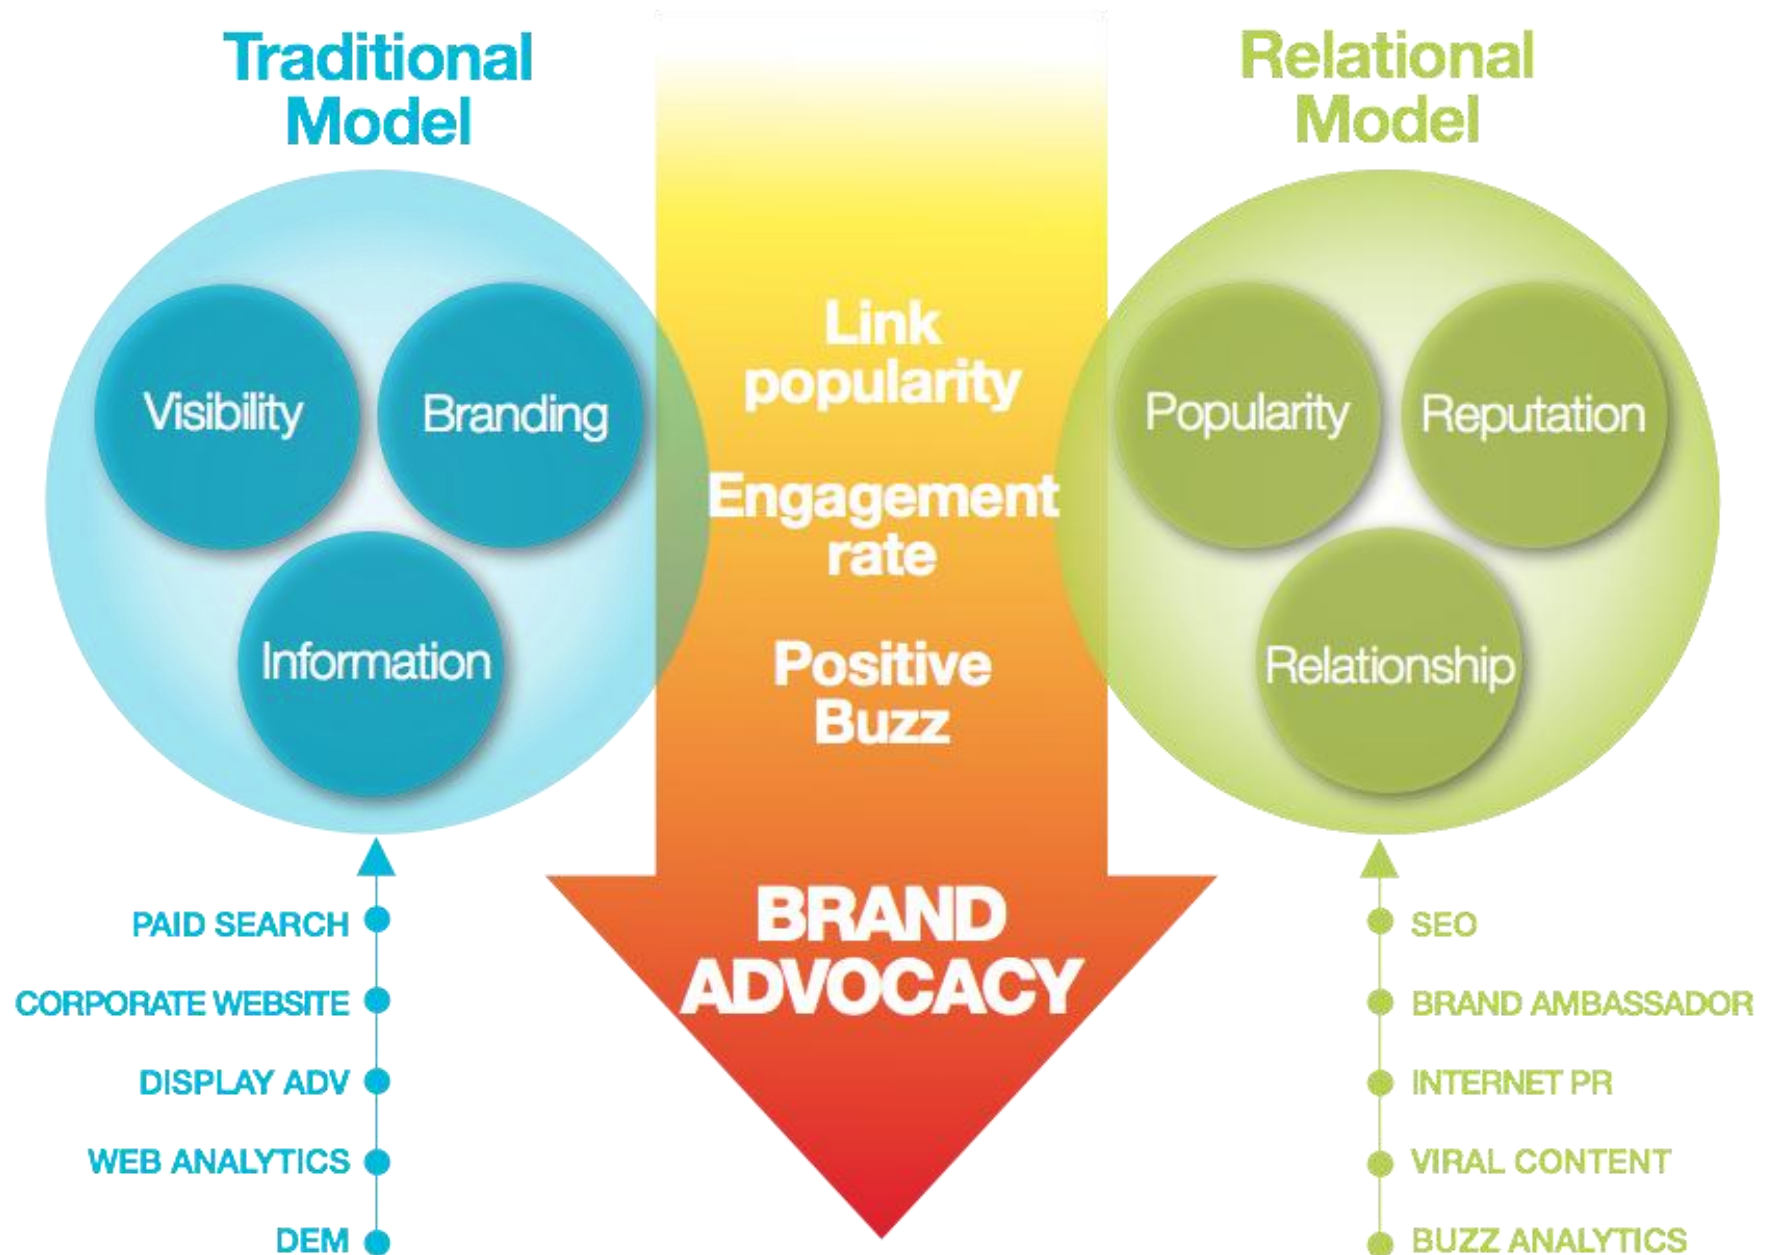 Traditional
Model
Visibility
Branding
Information
PAID SEARCH
CORPORATE WEBSITE
DISPLAY ADV
WEB ANALYTICS
DEM
Link
popularity
Engagement
rate
Positive
Buzz
BRAND
ADVOCACY
Relational
Model
Popularity
Reputation
Relationship
SEO
BRAND AMBASSADOR
INTERNET PR
VIRAL CONTENT
BUZZ ANALYTICS